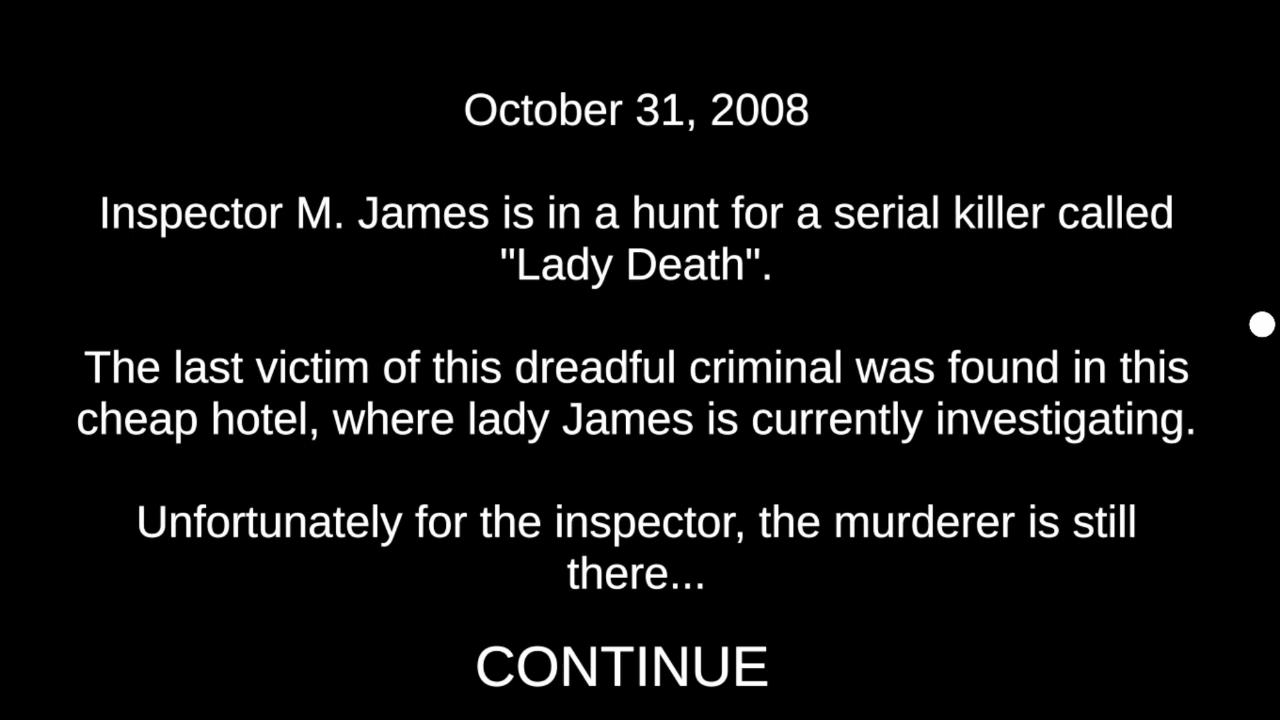 October 31, 2008
Inspector M. James is in a hunt for a serial killer called
"Lady Death".
The last victim of this dreadful criminal was found in this
cheap hotel, where lady James is currently investigating.
Unfortunately for the inspector, the murderer is still
there...
CONTINUE